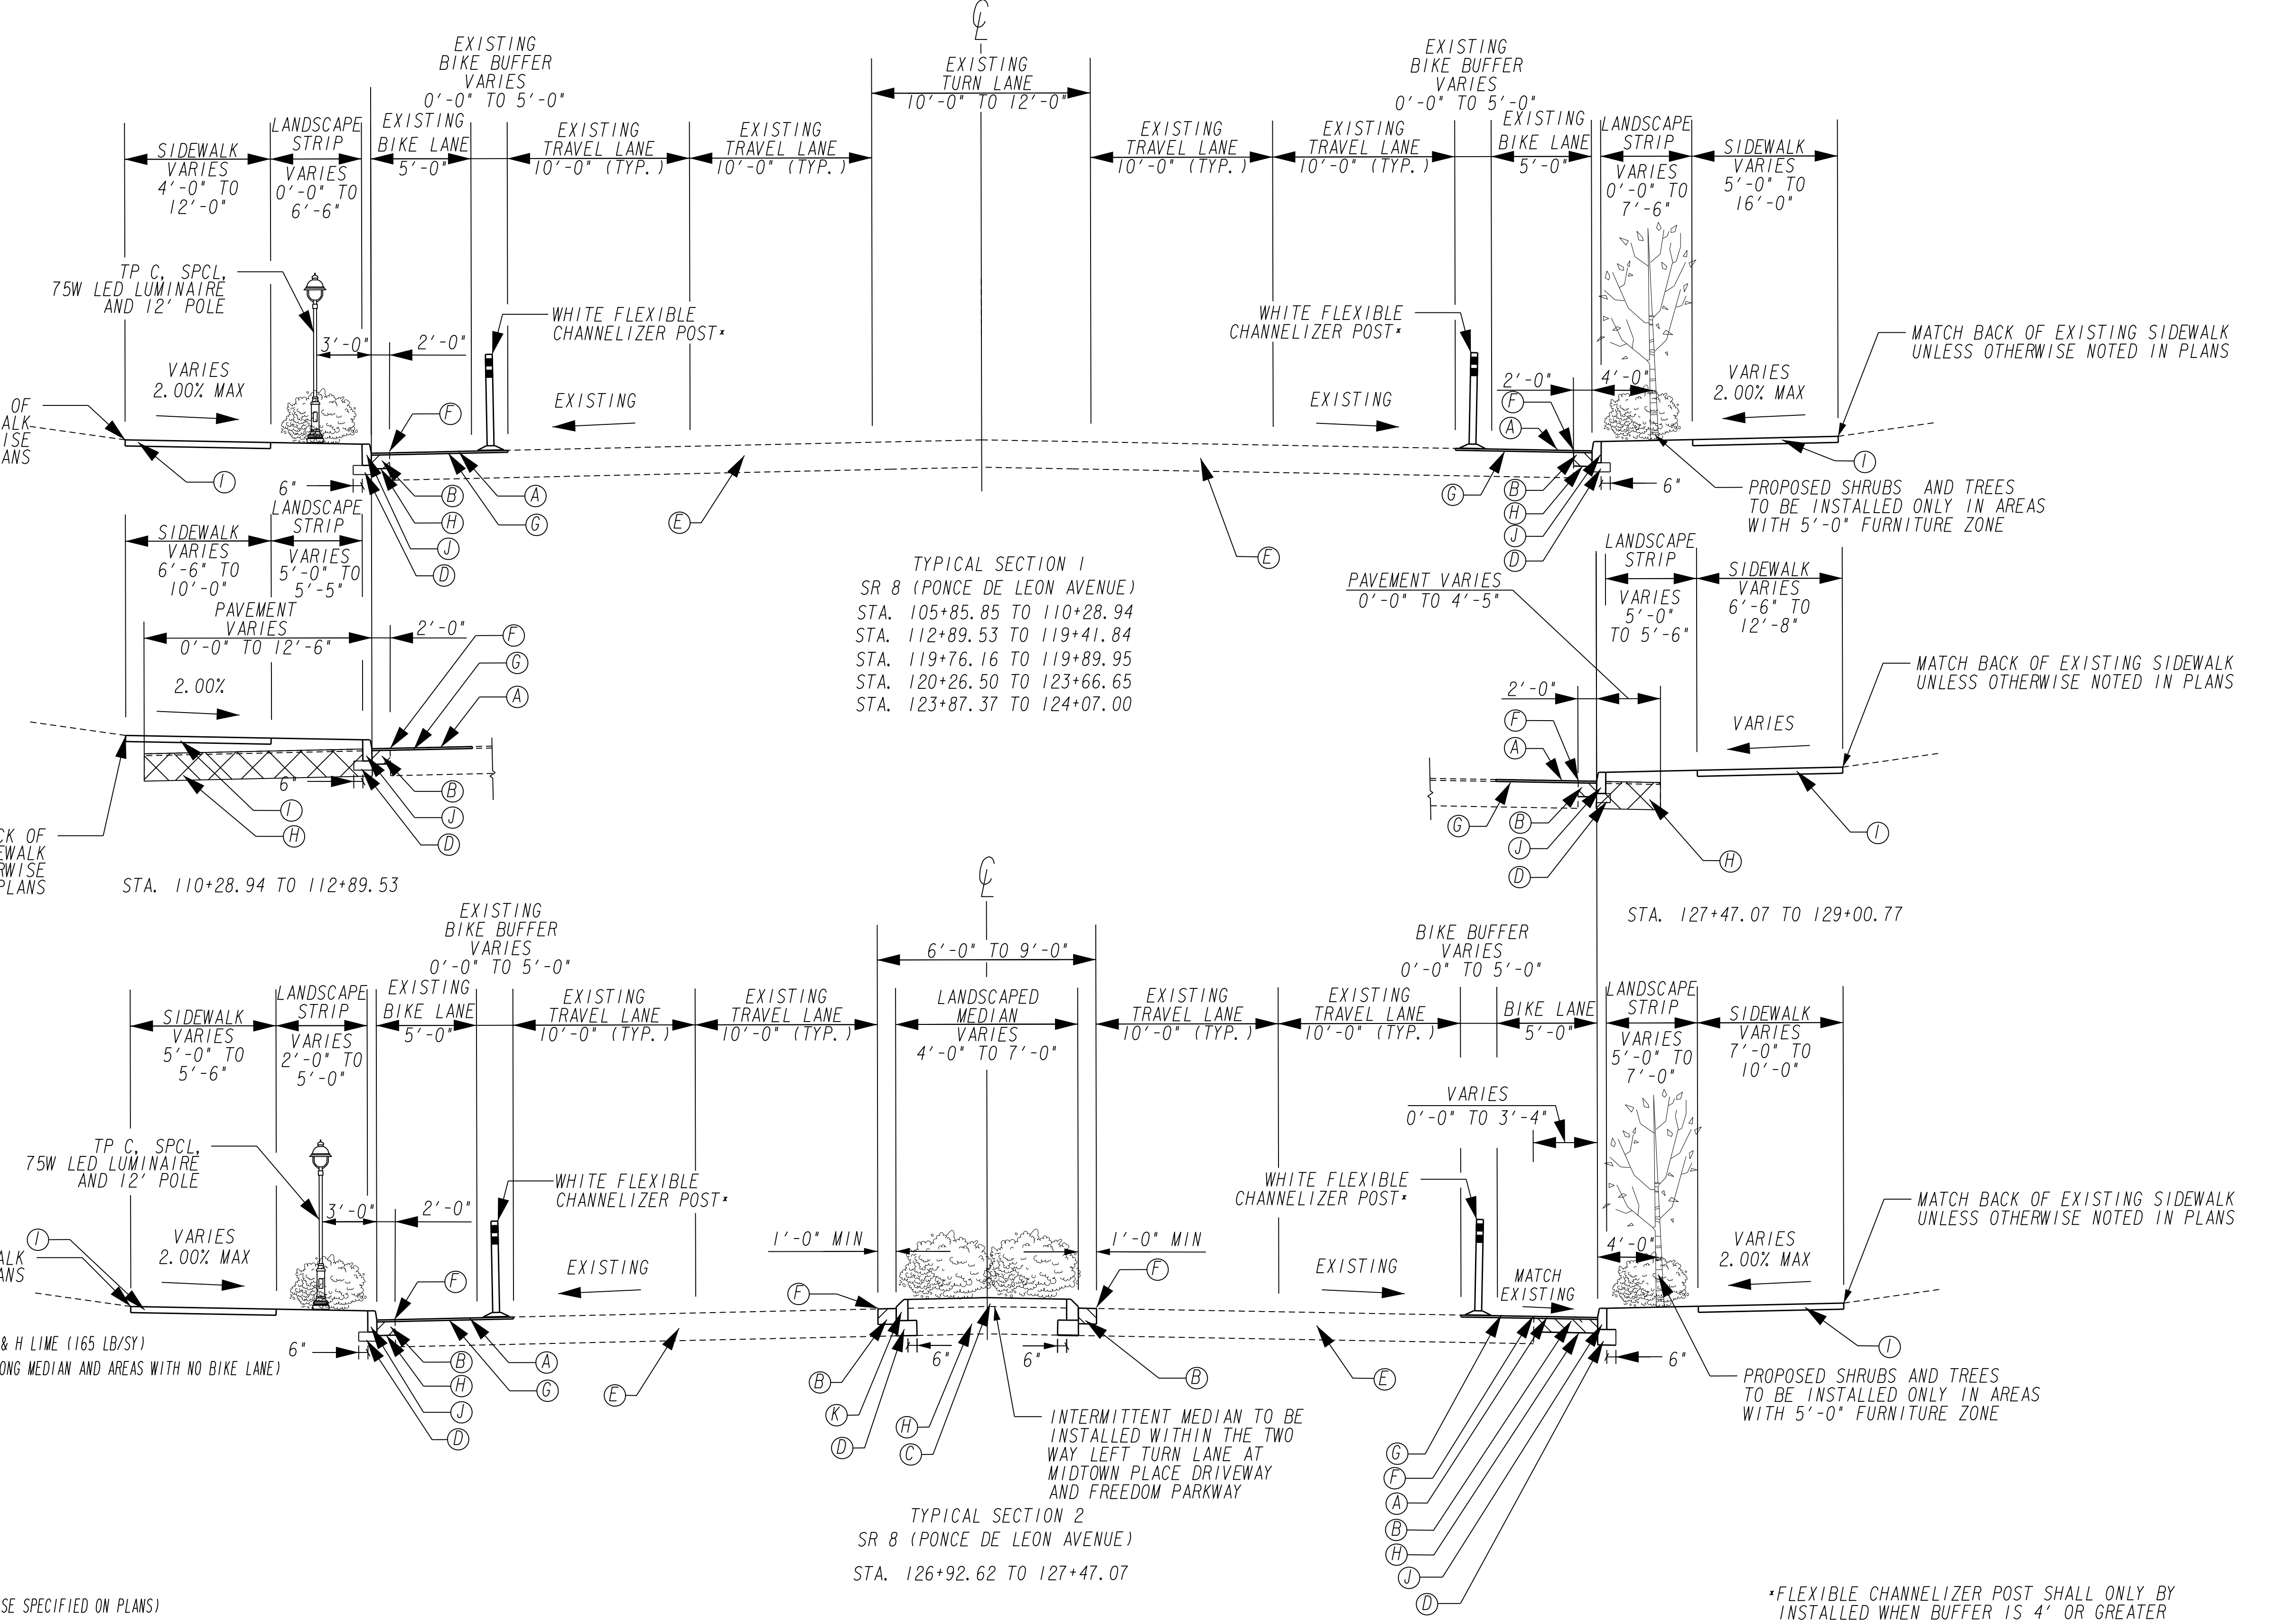 ℄
EXISTING
BIKE BUFFER
VARIES
0'-0" TO 5'-0"
EXISTING
TURN LANE
10'-0" TO 12'-0"
EXISTING
BIKE BUFFER
VARIES
0'-0" TO 5'-0"
SIDEWALK
VARIES
4'-0" TO
12'-0"
LANDSCAPE
STRIP
VARIES
0'-0" TO
6'-6"
EXISTING
BIKE LANE
5'-0"
EXISTING
TRAVEL LANE
10'-0" (TYP.)
EXISTING
TRAVEL LANE
10'-0" (TYP.)
EXISTING
TRAVEL LANE
10'-0" (TYP.)
EXISTING
TRAVEL LANE
10'-0" (TYP.)
EXISTING
BIKE LANE
5'-0"
LANDSCAPE
STRIP
VARIES
0'-0" TO
7'-6"
SIDEWALK
VARIES
5'-0" TO
16'-0"
TP C, SPCL,
75W LED LUMINAIRE
AND 12' POLE
3'-0"
2'-0"
WHITE FLEXIBLE
CHANNELIZER POST*
WHITE FLEXIBLE
CHANNELIZER POST*
MATCH BACK OF EXISTING SIDEWALK
UNLESS OTHERWISE NOTED IN PLANS
VARIES
2.00% MAX
EXISTING
EXISTING
2'-0"
4'-0"
VARIES
2.00% MAX
OF
ALK
ISE
ANS
F
F
A
I
6"
B
A
H
G
J
D
E
E
G
B
H
J
D
6"
I
PROPOSED SHRUBS AND TREES
TO BE INSTALLED ONLY IN AREAS
WITH 5'-0" FURNITURE ZONE
SIDEWALK
VARIES
6'-6" TO
10'-0"
LANDSCAPE
STRIP
VARIES
5'-0" TO
5'-5"
PAVEMENT
VARIES
0'-0" TO 12'-6"
2'-0"
2.00%
F
G
A
6"
B
J
D
I
H
CK OF
EWALK
RWISE
PLANS
STA. 110+28.94 TO 112+89.53
TYPICAL SECTION 1
SR 8 (PONCE DE LEON AVENUE)
STA. 105+85.85 TO 110+28.94
STA. 112+89.53 TO 119+41.84
STA. 119+76.16 TO 119+89.95
STA. 120+26.50 TO 123+66.65
STA. 123+87.37 TO 124+07.00
PAVEMENT VARIES
0'-0" TO 4'-5"
LANDSCAPE
STRIP
VARIES
5'-0"
TO 5'-6"
SIDEWALK
VARIES
6'-6" TO
12'-8"
MATCH BACK OF EXISTING SIDEWALK
UNLESS OTHERWISE NOTED IN PLANS
2'-0"
F
A
VARIES
G
B
J
D
H
I
STA. 127+47.07 TO 129+00.77
℄
EXISTING
BIKE BUFFER
VARIES
0'-0" TO 5'-0"
6'-0" TO 9'-0"
BIKE BUFFER
VARIES
0'-0" TO 5'-0"
SIDEWALK
VARIES
5'-0" TO
5'-6"
LANDSCAPE
STRIP
VARIES
2'-0" TO
5'-0"
EXISTING
BIKE LANE
5'-0"
EXISTING
TRAVEL LANE
10'-0" (TYP.)
EXISTING
TRAVEL LANE
10'-0" (TYP.)
LANDSCAPED
MEDIAN
VARIES
4'-0" TO 7'-0"
EXISTING
TRAVEL LANE
10'-0" (TYP.)
EXISTING
TRAVEL LANE
10'-0" (TYP.)
BIKE LANE
5'-0"
LANDSCAPE
STRIP
VARIES
5'-0" TO
7'-0"
SIDEWALK
VARIES
7'-0" TO
10'-0"
VARIES
0'-0" TO 3'-4"
TP C, SPCL,
75W LED LUMINAIRE
AND 12' POLE
3'-0"
2'-0"
WHITE FLEXIBLE
CHANNELIZER POST*
WHITE FLEXIBLE
CHANNELIZER POST*
MATCH BACK OF EXISTING SIDEWALK
UNLESS OTHERWISE NOTED IN PLANS
I
ALK
ANS
VARIES
2.00% MAX
EXISTING
1'-0" MIN
1'-0" MIN
EXISTING
MATCH
EXISTING
4'-0"
VARIES
2.00% MAX
F
F
F
& H LIME (165 LB/SY)
ONG MEDIAN AND AREAS WITH NO BIKE LANE)
6"
B
A
H
G
J
D
E
6"
6"
B
K
D
H
C
B
E
6"
I
INTERMITTENT MEDIAN TO BE
INSTALLED WITHIN THE TWO
WAY LEFT TURN LANE AT
MIDTOWN PLACE DRIVEWAY
AND FREEDOM PARKWAY
PROPOSED SHRUBS AND TREES
TO BE INSTALLED ONLY IN AREAS
WITH 5'-0" FURNITURE ZONE
G
F
A
B
H
J
D
TYPICAL SECTION 2
SR 8 (PONCE DE LEON AVENUE)
STA. 126+92.62 TO 127+47.07
SE SPECIFIED ON PLANS)
*FLEXIBLE CHANNELIZER POST SHALL ONLY BY
INSTALLED WHEN BUFFER IS 4' OR GREATER